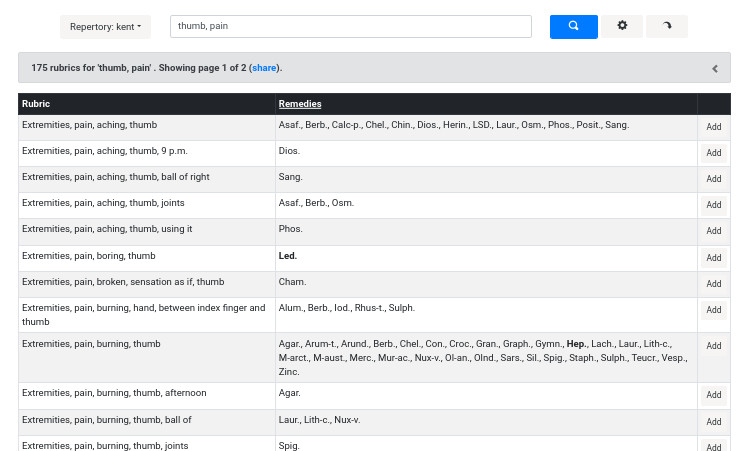 Repertory: kent
thumb, pain
175 rubrics for 'thumb, pain' . Showing page 1 of 2 (share).
Rubric Remedies
Extremities, pain, aching, thumb Asaf., Berb., Calc-p., Chel., Chin., Dios., Herin., LSD., Laur., Osm., Phos., Posit., Sang. Add
Extremities, pain, aching, thumb, 9 p.m. Dios. Add
Extremities, pain, aching, thumb, ball of right Sang. Add
Extremities, pain, aching, thumb, joints Asaf., Berb., Osm. Add
Extremities, pain, aching, thumb, using it Phos. Add
Extremities, pain, boring, thumb Led. Add
Extremities, pain, broken, sensation as if, thumb Cham. Add
Extremities, pain, burning, hand, between index finger and Alum., Berb., Iod., Rhus-t., Sulph. Add
thumb
Extremities, pain, burning, thumb Agar., Arum-t., Arund., Berb., Chel., Con., Croc., Gran., Graph., Gymn., Hep., Lach., Laur., Lith-c., Add
M-arct., M-aust., Merc., Mur-ac., Nux-v., Ol-an., Olnd., Sars., Sil., Spig., Staph., Sulph., Teucr., Vesp.,
Zinc.
Extremities, pain, burning, thumb, afternoon Agar. Add
Extremities, pain, burning, thumb, ball of Laur., Lith-c., Nux-v. Add
Extremities, pain, burning, thumb, joints Spig. Add